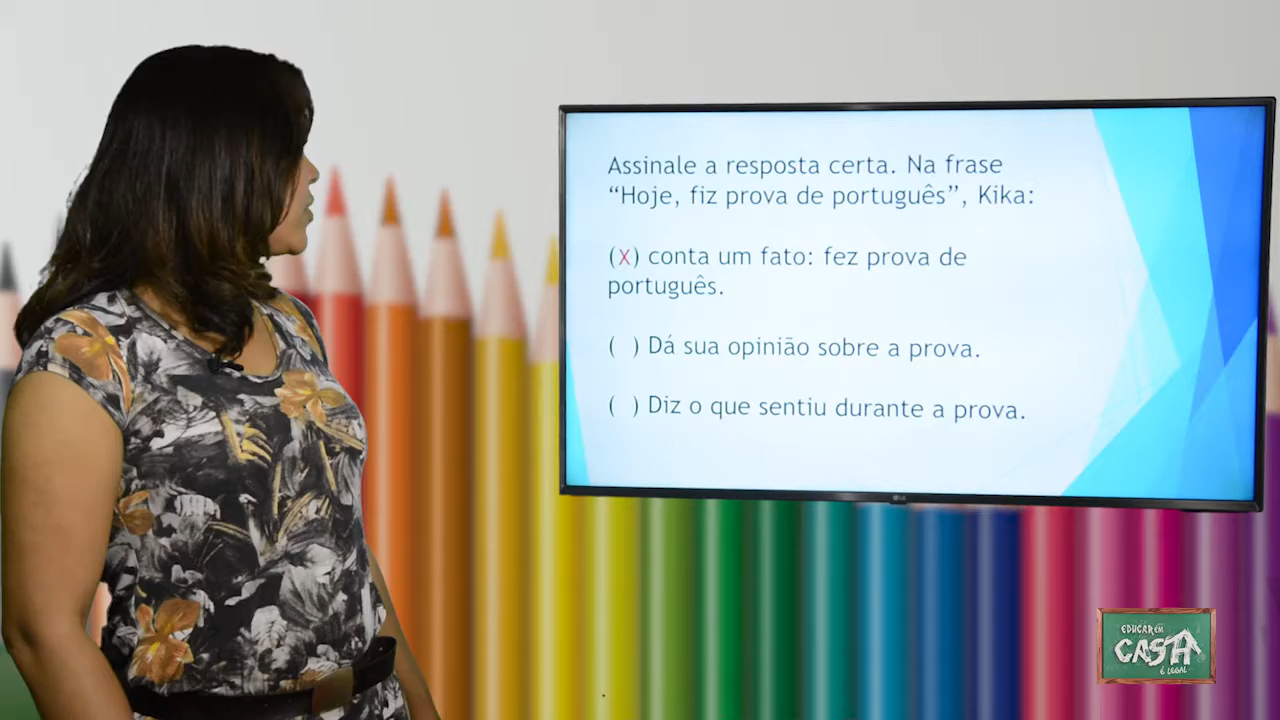 Assinale a resposta certa. Na frase
“Hoje, fiz prova de português”, Kika:
(X) conta um fato: fez prova de
português.
( ) Dá sua opinião sobre a prova.
( ) Diz o que sentiu durante a prova.
LG
EDUCAR EM
CASA
É LEGAL